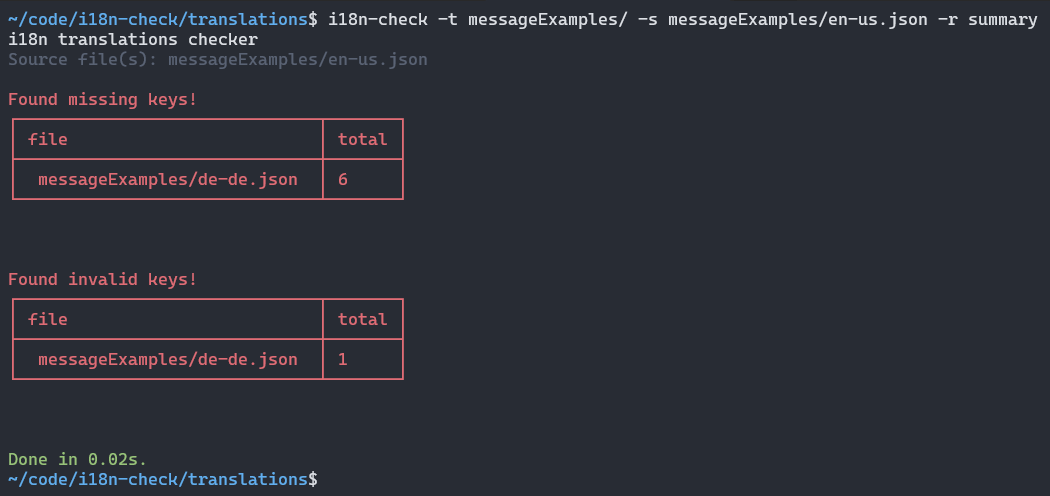 ~/code/i18n-check/translations$ i18n-check -t messageExamples/ -s messageExamples/en-us.json -r summary
i18n translations checker
Source file(s): messageExamples/en-us.json
Found missing keys!
file total
messageExamples/de-de.json 6
Found invalid keys!
file total
messageExamples/de-de.json 1
Done in 0.02s.
~/code/i18n-check/translations$